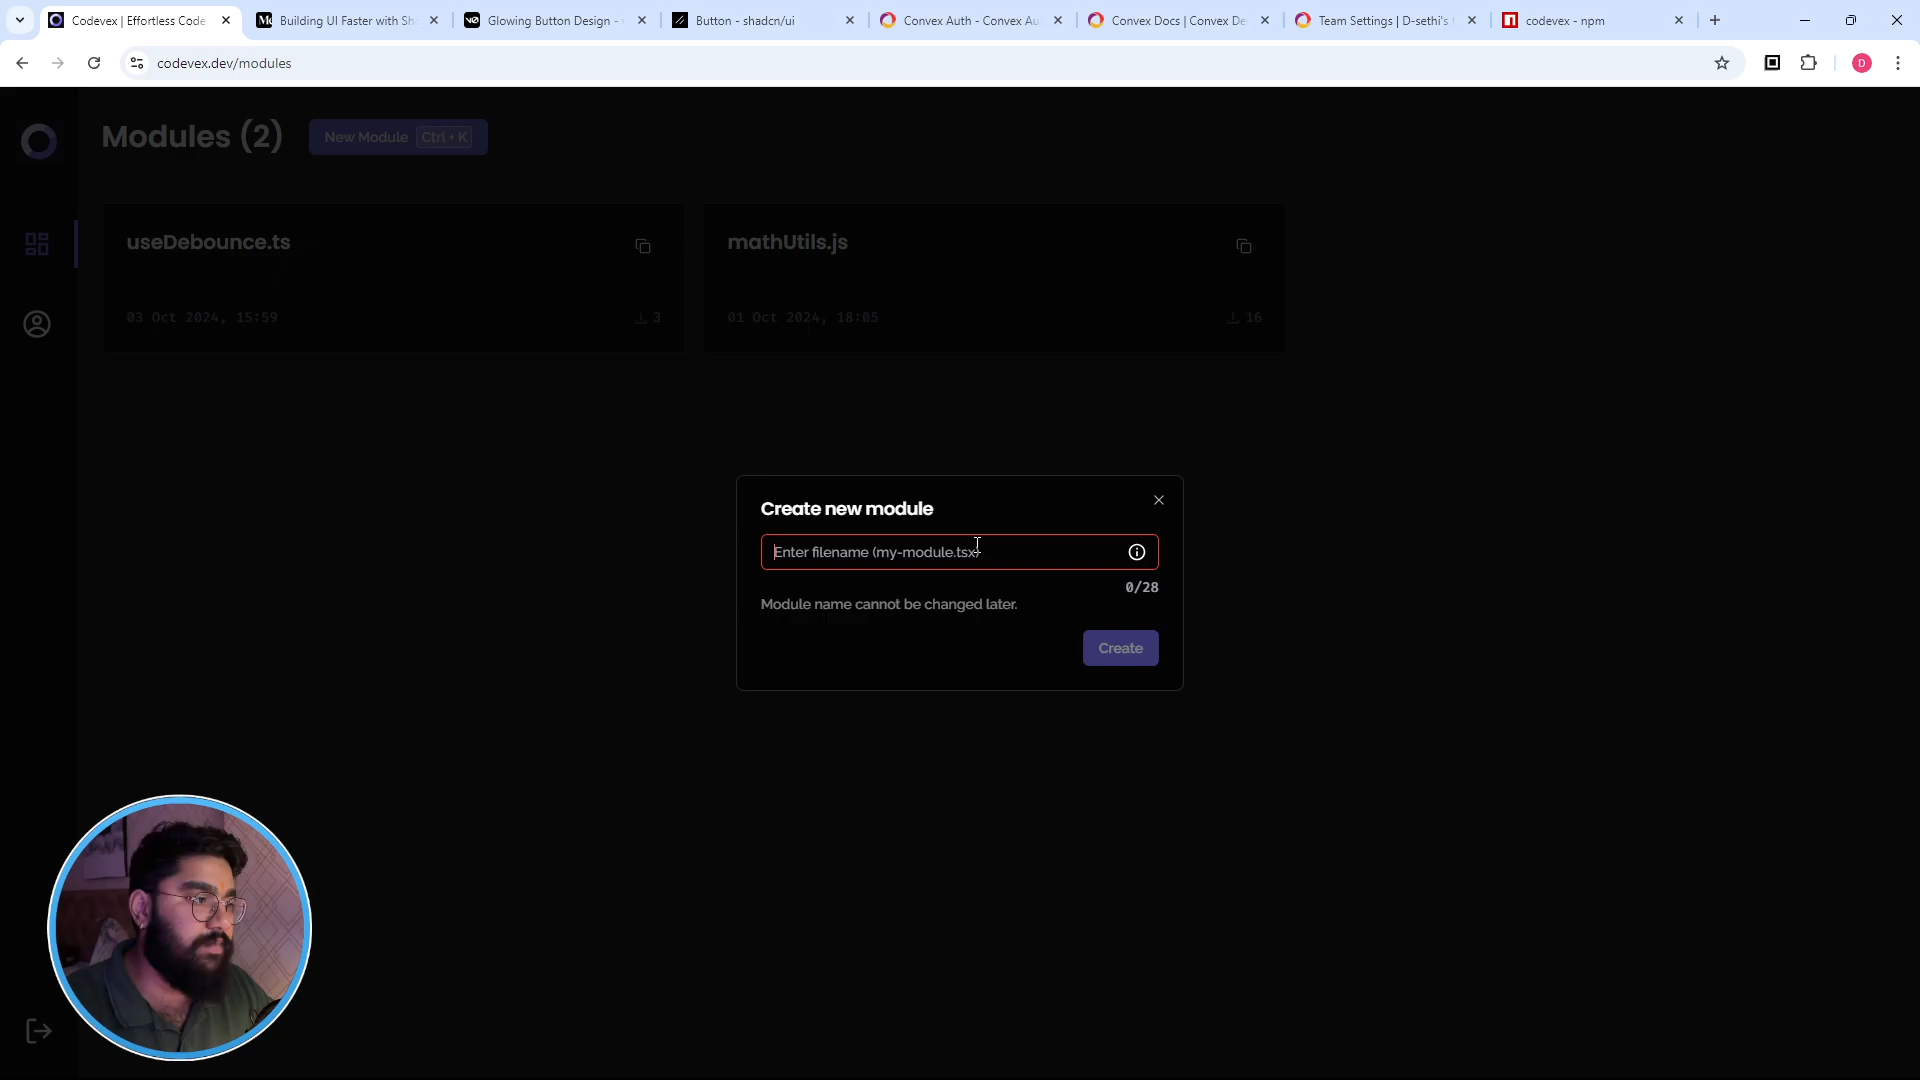 Codevex | Effortless Code
Building UI Faster with Sh
Glowing Button Design -
Button - shadcn/ui
Convex Auth - Convex Au
Convex Docs | Convex De
Team Settings | D-sethi's t
codevex - npm
codevex.dev/modules
D
Modules (2)
New Module Ctrl + K
useDebounce.ts
mathUtils.js
03 Oct 2024, 15:59
3
01 Oct 2024, 18:05
16
Create new module
Enter filename (my-module.tsx)
0/28
Module name cannot be changed later.
Create